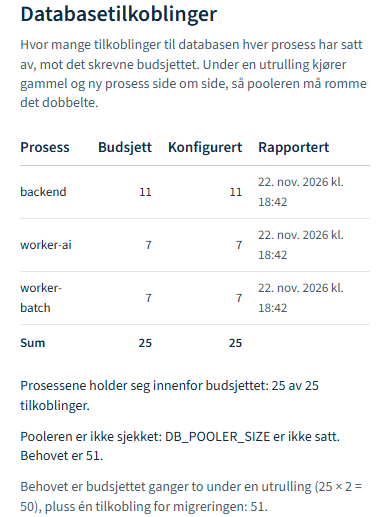 Databasetilkoblinger
Hvor mange tilkoblinger til databasen hver prosess har satt
av, mot det skrevne budsjettet. Under en utrulling kjører
gammel og ny prosess side om side, så pooleren må romme
det dobbelte.
Prosess Budsjett Konfigurert Rapportert
backend 11 11 22. nov. 2026 kl.
18:42
worker-ai 7 7 22. nov. 2026 kl.
18:42
worker-
batch 7 7 22. nov. 2026 kl.
18:42
Sum 25 25
Prosessene holder seg innenfor budsjettet: 25 av 25
tilkoblinger.
Pooleren er ikke sjekket: DB_POOLER_SIZE er ikke satt.
Behovet er 51.
Behovet er budsjettet ganger to under en utrulling (25 × 2 =
50), pluss én tilkobling for migreringen: 51.